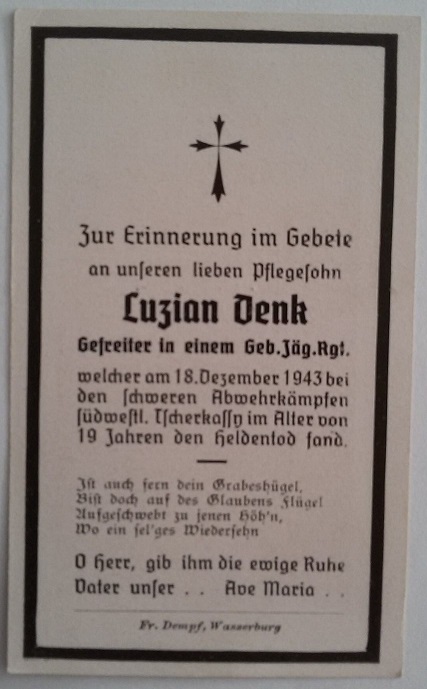 Zur Erinnerung im Gebete
an unſeren lieben Pflegeſohn
Luzian Denk
Gefreiter in einem Geb.Jäg.Rgt.
welcher am 18.Dezember 1943 bei
den ſchweren Abwehrkämpfen
ſüdweſtl. Tſcherkaſſy im Alter von
19 Jahren den Heldentod fand.
Iſt auch fern dein Grabeshügel,
Biſt doch auf des Glaubens Flügel
Aufgeſchwebt zu jenen Höh'n,
Wo ein ſel'ges Wiederſehn
O Herr, gib ihm die ewige Ruhe
Vater unſer . . Ave Maria . .
Fr. Dempf, Wasserburg